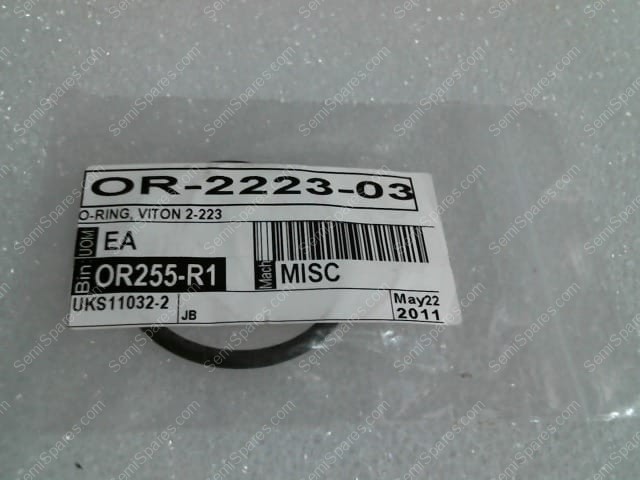 OR-2223-03
O-RING, VITON 2-223
UOM EA
Bin OR255-R1 Mach MISC
UKS11032-2 JB May22
2011
SemiSpares.com